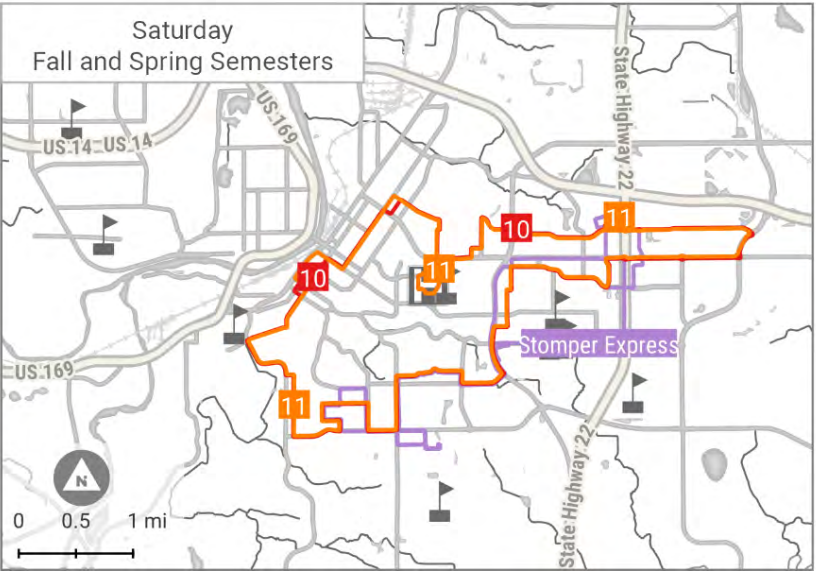 Saturday
Fall and Spring Semesters
US 169
State Highway 22
US 14 US 14
11
10
11
10
Stomper Express
US 169
11
State Highway 22
N
0 0.5 1 mi